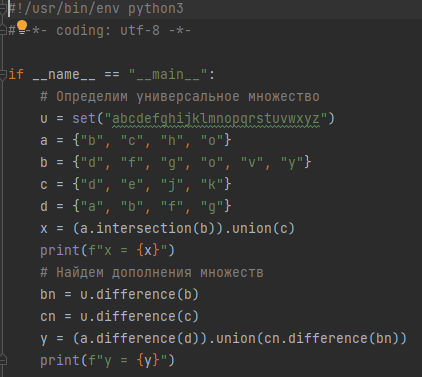 #!/usr/bin/env python3
# -*- coding: utf-8 -*-
if __name__ == "__main__":
# Определим универсальное множество
u = set("abcdefghijklmnopqrstuvwxyz")
a = {"b", "c", "h", "o"}
b = {"d", "f", "g", "o", "v", "y"}
c = {"d", "e", "j", "k"}
d = {"a", "b", "f", "g"}
x = (a.intersection(b)).union(c)
print(f"x = {x}")
# Найдем дополнения множеств
bn = u.difference(b)
cn = u.difference(c)
y = (a.difference(d)).union(cn.difference(bn))
print(f"y = {y}")